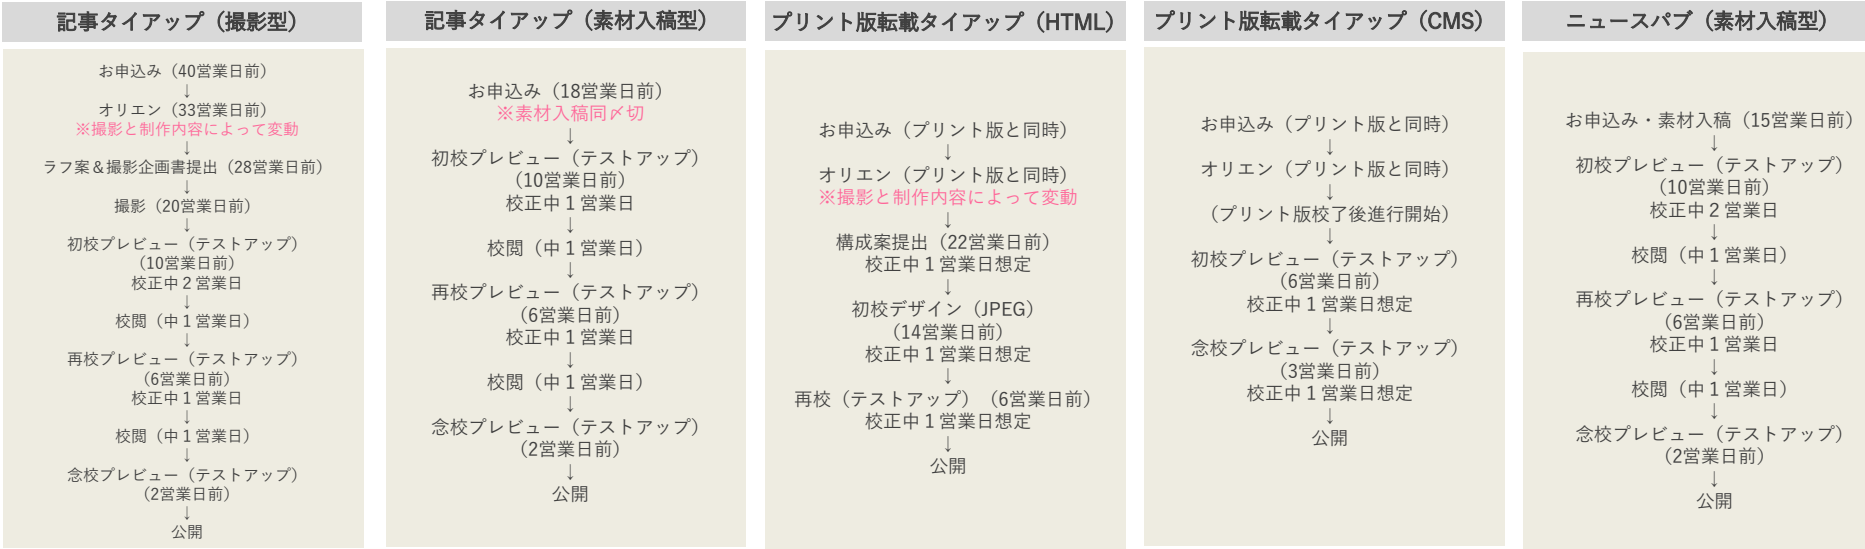 記事タイアップ（撮影型）
お申込み（40営業日前）
↓
オリエン（33営業日前）
※撮影と制作内容によって変動
↓
ラフ案＆撮影企画書提出（28営業日前）
↓
撮影（20営業日前）
↓
初校プレビュー（テストアップ）
（10営業日前）
校正中２営業日
↓
校閲（中１営業日）
↓
再校プレビュー（テストアップ）
（6営業日前）
校正中１営業日
↓
校閲（中１営業日）
↓
念校プレビュー（テストアップ）
（2営業日前）
↓
公開
記事タイアップ（素材入稿型）
お申込み（18営業日前）
※素材入稿同〆切
↓
初校プレビュー（テストアップ）
（10営業日前）
校正中１営業日
↓
校閲（中１営業日）
↓
再校プレビュー（テストアップ）
（6営業日前）
校正中１営業日
↓
校閲（中１営業日）
↓
念校プレビュー（テストアップ）
（2営業日前）
↓
公開
プリント版転載タイアップ（HTML）
お申込み（プリント版と同時）
↓
オリエン（プリント版と同時）
※撮影と制作内容によって変動
↓
構成案提出（22営業日前）
校正中１営業日想定
↓
初校デザイン（JPEG）
（14営業日前）
校正中１営業日想定
↓
再校（テストアップ）（6営業日前）
校正中１営業日想定
↓
公開
プリント版転載タイアップ（CMS）
お申込み（プリント版と同時）
↓
オリエン（プリント版と同時）
↓
（プリント版校了後進行開始）
↓
初校プレビュー（テストアップ）
（6営業日前）
校正中１営業日想定
↓
念校プレビュー（テストアップ）
（3営業日前）
校正中１営業日想定
↓
公開
ニュースパブ（素材入稿型）
お申込み・素材入稿（15営業日前）
↓
初校プレビュー（テストアップ）
（10営業日前）
校正中２営業日
↓
校閲（中１営業日）
↓
再校プレビュー（テストアップ）
（6営業日前）
校正中１営業日
↓
校閲（中１営業日）
↓
念校プレビュー（テストアップ）
（2営業日前）
↓
公開